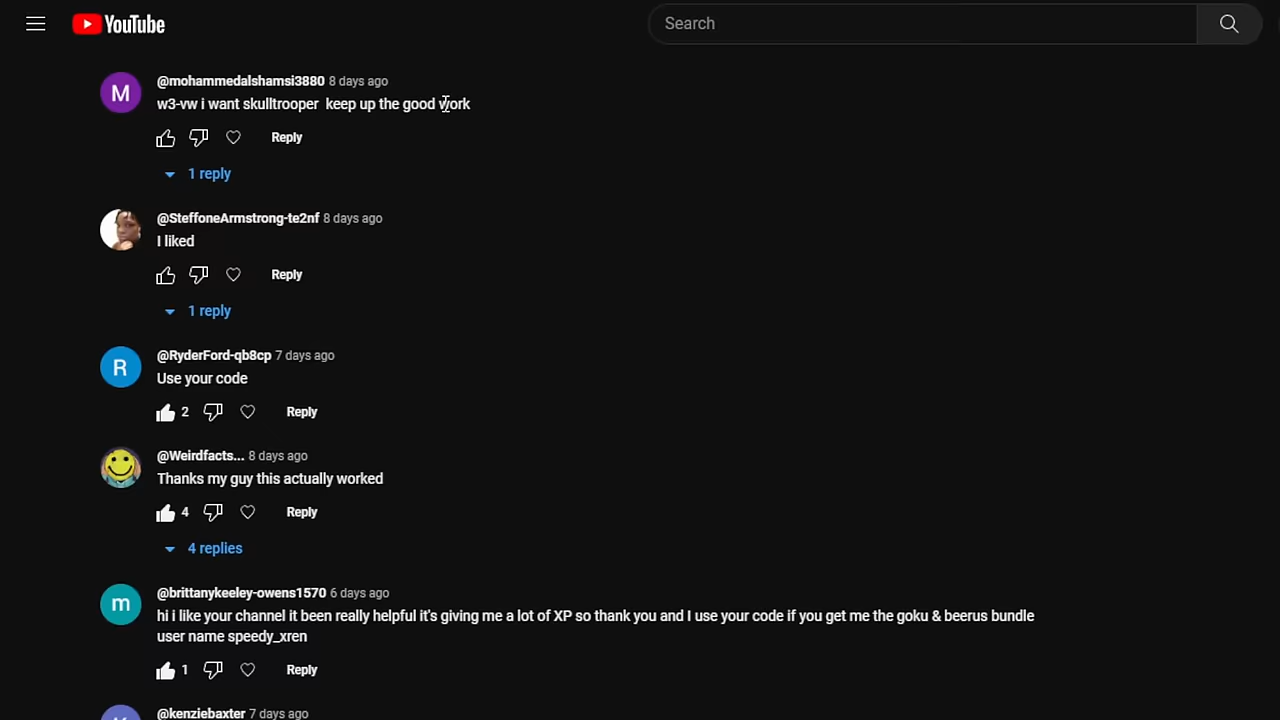 YouTube
Search
M
@mohammedalshamsi3880 8 days ago
w3-vw i want skulltrooper  keep up the good work
Reply
1 reply
@SteffoneArmstrong-te2nf 8 days ago
I liked
Reply
1 reply
R
@RyderFord-qb8cp 7 days ago
Use your code
2 Reply
@Weirdfacts... 8 days ago
Thanks my guy this actually worked
4 Reply
4 replies
m
@brittanykeeley-owens1570 6 days ago
hi i like your channel it been really helpful it's giving me a lot of XP so thank you and I use your code if you get me the goku & beerus bundle
user name speedy_xren
1 Reply
@kenziebaxter 7 days ago